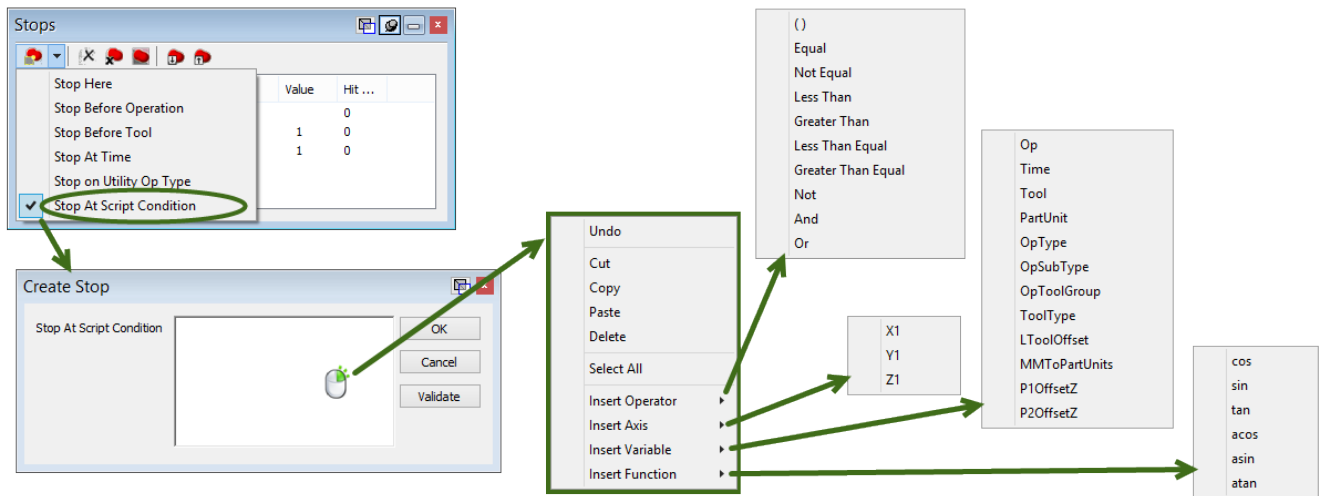 Stops
Value Hit ...
0
1 0
1 0
Stop Here
Stop Before Operation
Stop Before Tool
Stop At Time
Stop on Utility Op Type
Stop At Script Condition
Create Stop
Stop At Script Condition
OK
Cancel
Validate
Undo
Cut
Copy
Paste
Delete
Select All
Insert Operator
Insert Axis
Insert Variable
Insert Function
( )
Equal
Not Equal
Less Than
Greater Than
Less Than Equal
Greater Than Equal
Not
And
Or
X1
Y1
Z1
Op
Time
Tool
PartUnit
OpType
OpSubType
OpToolGroup
ToolType
LToolOffset
MMToPartUnits
P1OffsetZ
P2OffsetZ
cos
sin
tan
acos
asin
atan